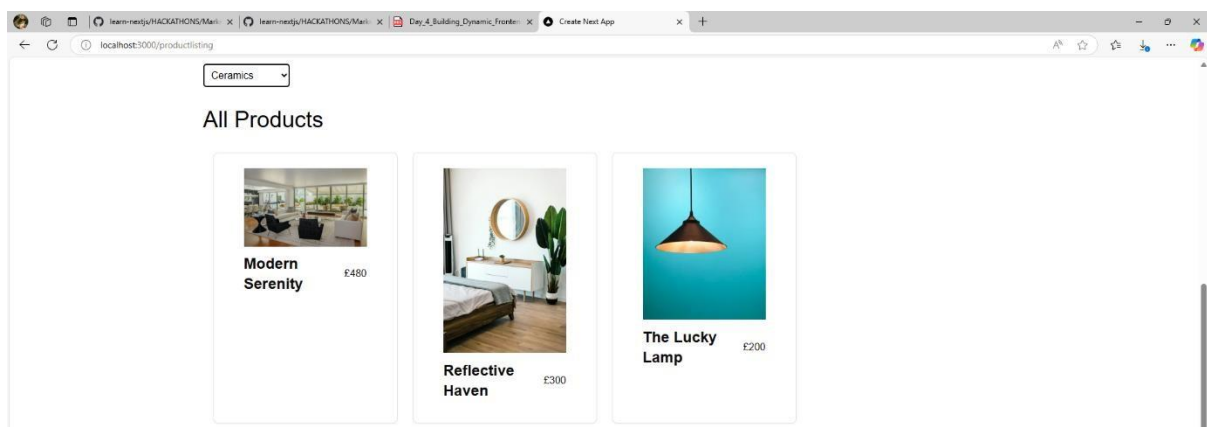 learn-nextjs/HACKATHONS/Mark
learn-nextjs/HACKATHONS/Mark
Day_4_Building_Dynamic_Fronten
Create Next App
localhost:3000/productlisting
Ceramics
All Products
Modern
Serenity
£480
Reflective
Haven
£300
The Lucky
Lamp
£200